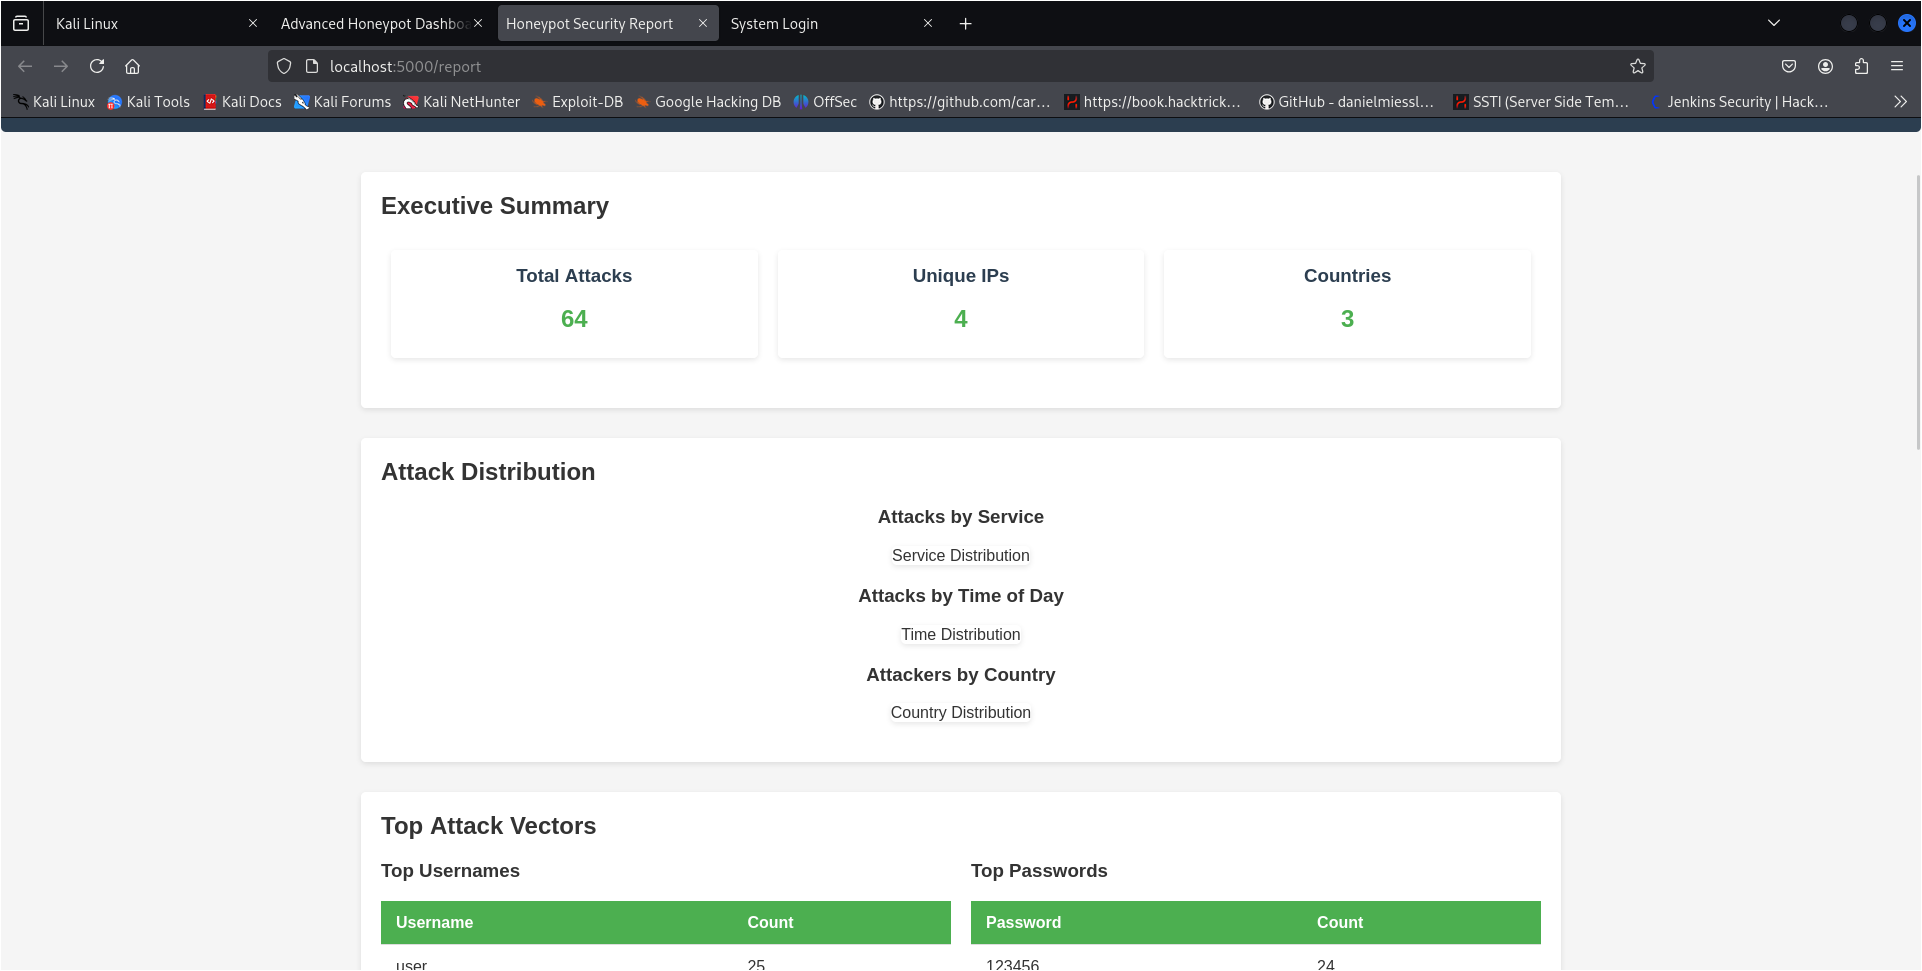 Kali Linux
Advanced Honeypot Dashboa
Honeypot Security Report
System Login
localhost:5000/report
Kali Linux
Kali Tools
Kali Docs
Kali Forums
Kali NetHunter
Exploit-DB
Google Hacking DB
OffSec
https://github.com/car…
https://book.hacktrick…
GitHub - danielmiessl…
SSTI (Server Side Tem…
Jenkins Security | Hack…
Executive Summary
Total Attacks
64
Unique IPs
4
Countries
3
Attack Distribution
Attacks by Service
Service Distribution
Attacks by Time of Day
Time Distribution
Attackers by Country
Country Distribution
Top Attack Vectors
Top Usernames
Username Count
user 25
Top Passwords
Password Count
123456 24